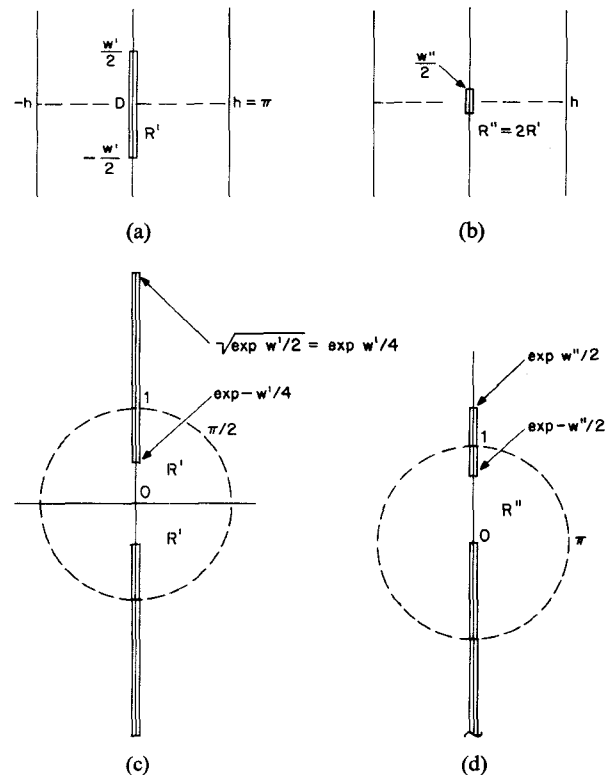 w'/2
-h
D
h = π
R'
-w'/2
(a)
w"/2
h
R" = 2R'
(b)
√exp w'/2 = exp w'/4
exp-w'/4
1
π/2
R'
O
R'
(c)
exp w"/2
exp-w"/2
1
R"
O
π
(d)